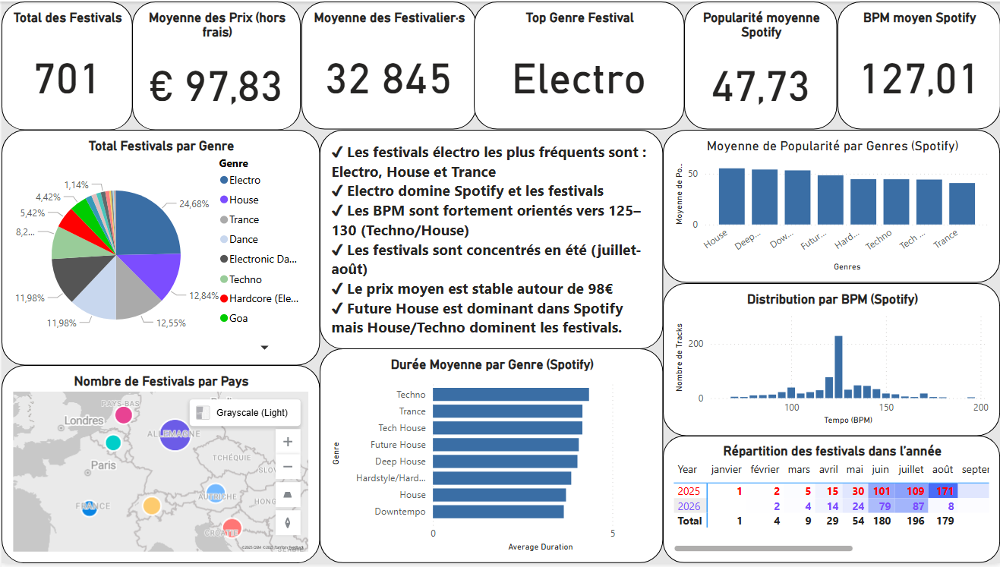 Total des Festivals
701
Moyenne des Prix (hors
frais)
€ 97,83
Moyenne des Festivalier·s
32 845
Top Genre Festival
Electro
Popularité moyenne
Spotify
47,73
BPM moyen Spotify
127,01
Total Festivals par Genre
Genre
Electro
House
Trance
Dance
Electronic Da...
Techno
Hardcore (Ele...
Goa
24,68%
12,84%
12,55%
11,98%
11,98%
8,2...
5,42%
4,42%
1,14%
✔ Les festivals électro les plus fréquents sont :
Electro, House et Trance
✔ Electro domine Spotify et les festivals
✔ Les BPM sont fortement orientés vers 125–
130 (Techno/House)
✔ Les festivals sont concentrés en été (juillet-
août)
✔ Le prix moyen est stable autour de 98€
✔ Future House est dominant dans Spotify
mais House/Techno dominent les festivals.
Moyenne de Popularité par Genres (Spotify)
Moyenne de Po...
50
0
House
Deep...
Dow...
Futur...
Hard...
Techno
Tech ...
Trance
Genres
Distribution par BPM (Spotify)
Nombre de Tracks
200
0
100
150
200
Tempo (BPM)
Nombre de Festivals par Pays
PAYS-BAS
Londres
ALLEMAGNE
Paris
TCHÉQUIE
SLOV
FRANCE
AUTRICHE
HONG
CROATIE
SERBIE
Grayscale (Light)
+
−
©2025 OSM ©2025 TomTom Feedback
Durée Moyenne par Genre (Spotify)
Genre
Techno
Trance
Tech House
Future House
Deep House
Hardstyle/Hard...
House
Downtempo
0
5
Average Duration
Répartition des festivals dans l’année
Year janvier février mars avril mai juin juillet août septer
2025 1 2 5 15 30 101 109 171
2026 2 4 14 24 79 87 8
Total 1 4 9 29 54 180 196 179